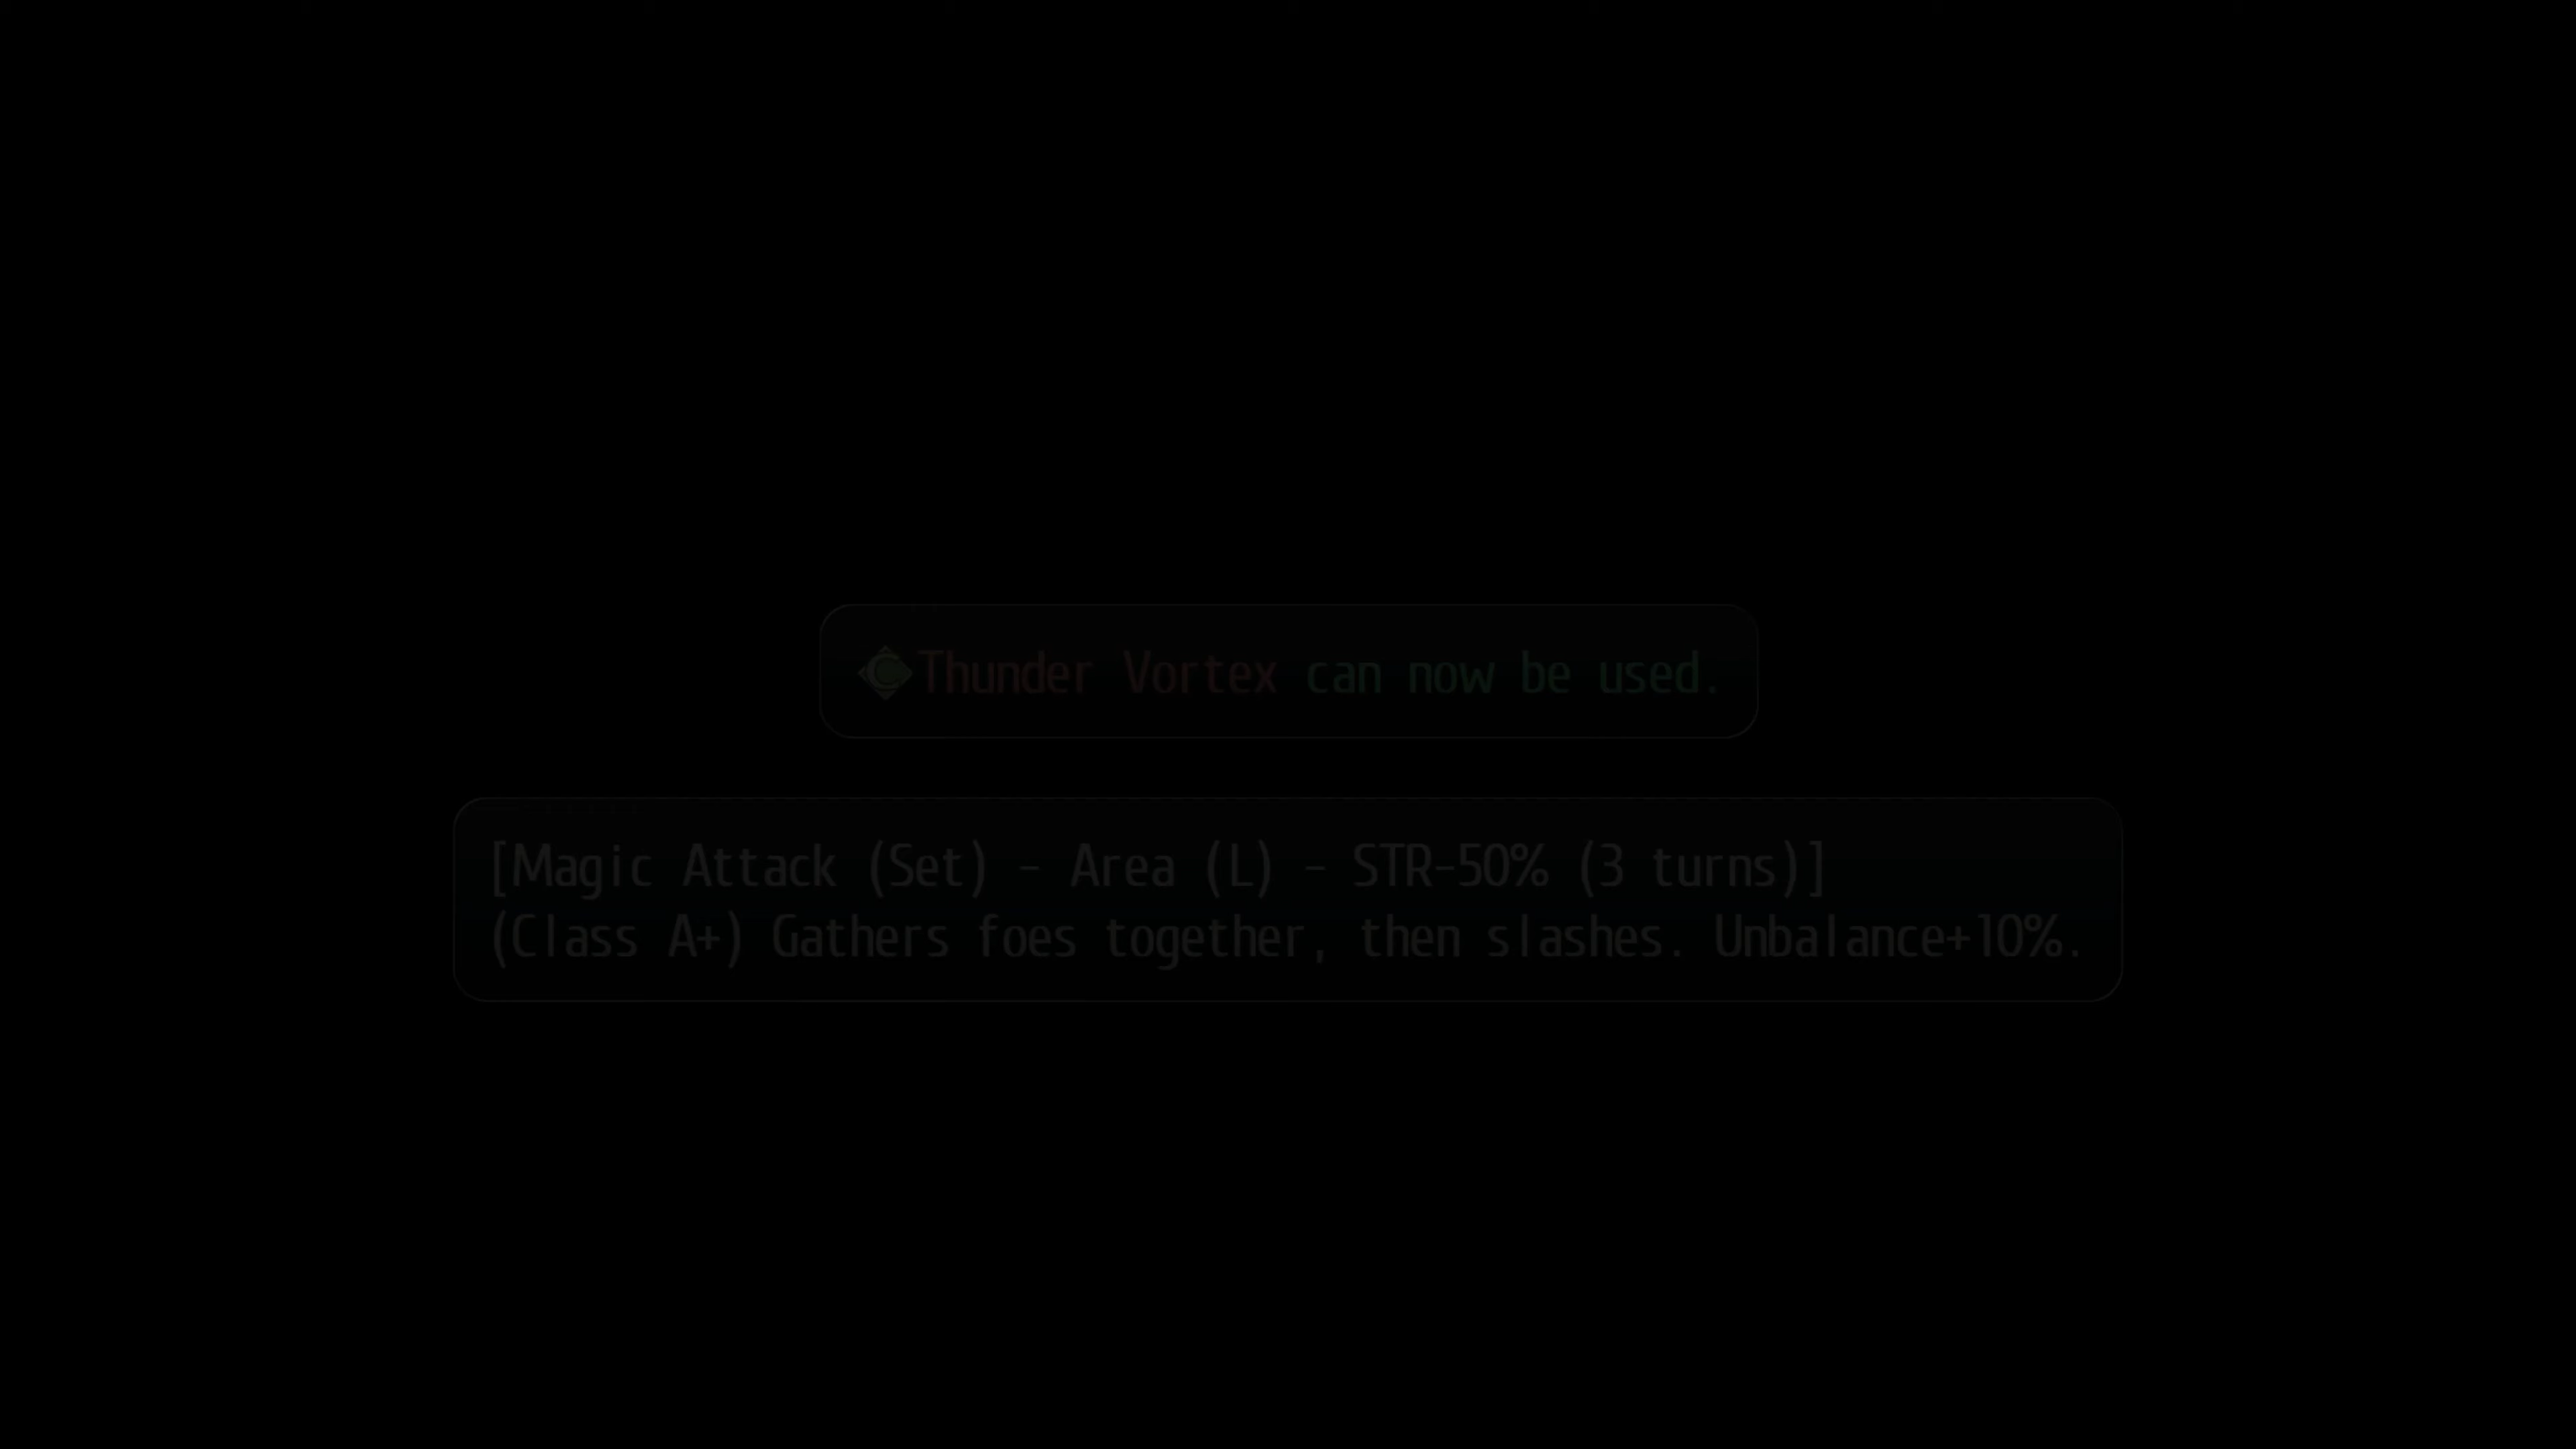 Thunder Vortex can now be used.
[Magic Attack (Set) - Area (L) - STR-50% (3 turns)]
(Class A+) Gathers foes together, then slashes. Unbalance+10%.